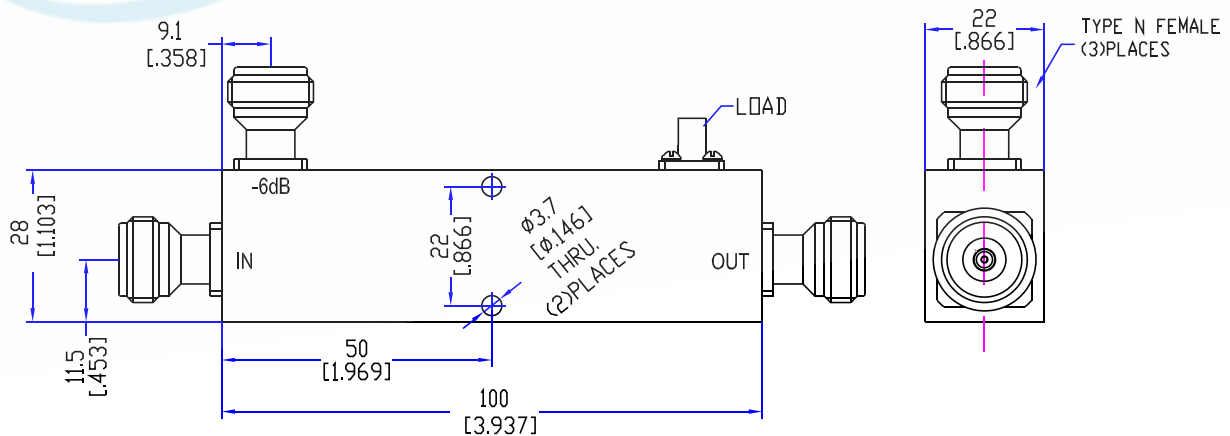 9.1
[.358]
22
[.866]
TYPE N FEMALE
(3)PLACES
LOAD
-6dB
28
[1.103]
22
[.866]
Ø3.7
[Ø.146]
THRU.
(2)PLACES
IN
OUT
11.5
[.453]
50
[1.969]
100
[3.937]